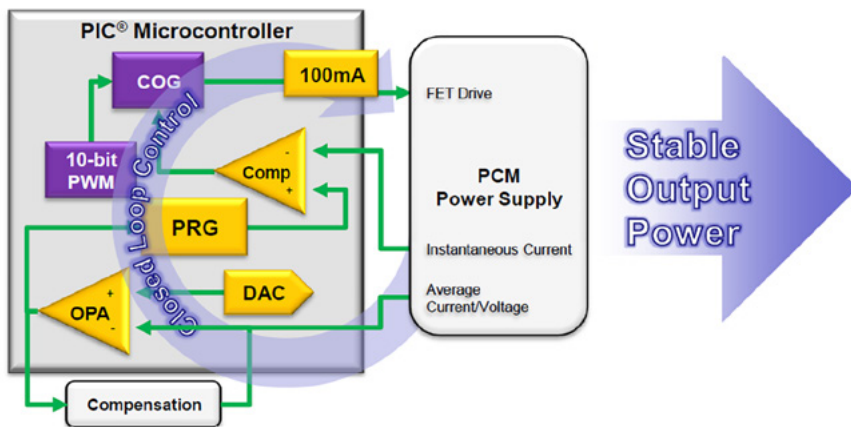 PIC® Microcontroller
COG
100mA
10-bit
PWM
Comp
-
+
PRG
DAC
OPA
+
-
Closed Loop Control
Compensation
FET Drive
PCM
Power Supply
Instantaneous Current
Average
Current/Voltage
Stable
Output
Power